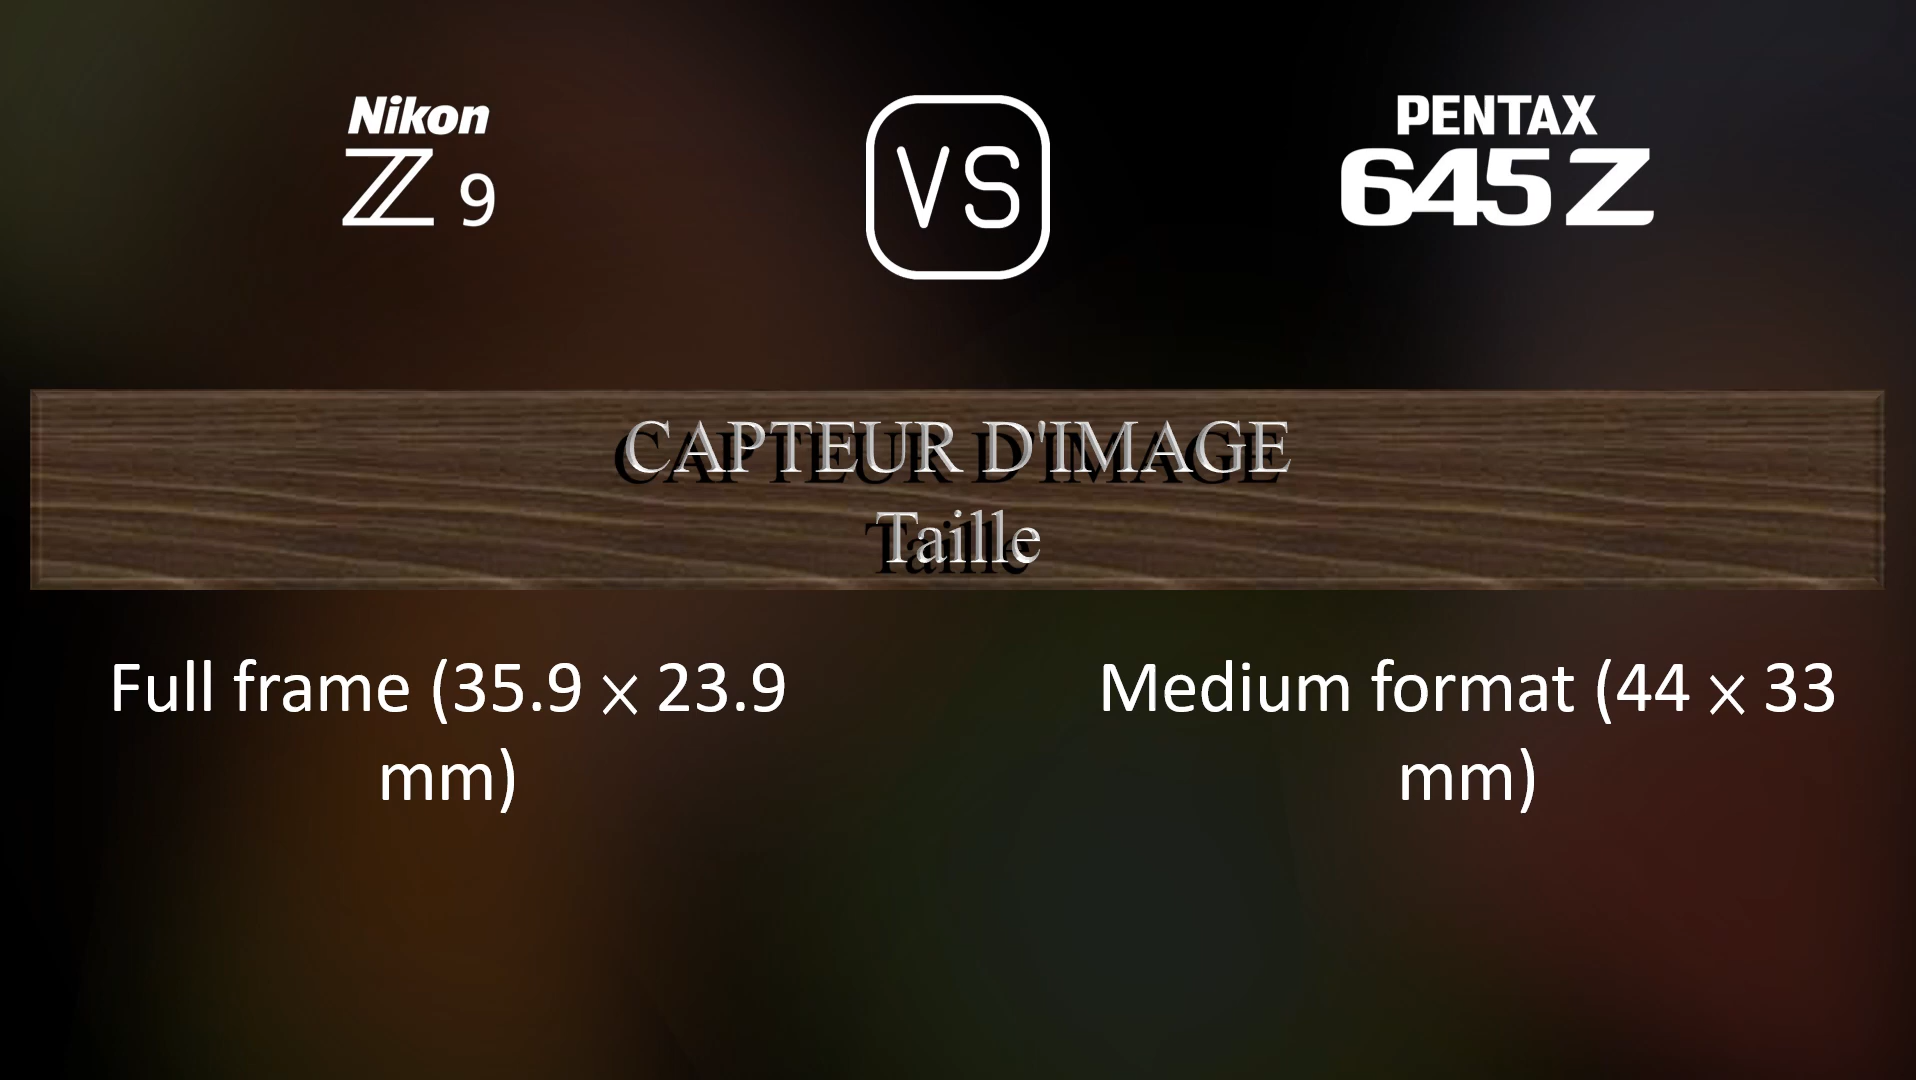 Nikon
Z 9
VS
PENTAX
645 Z
CAPTEUR D'IMAGE
Taille
Full frame (35.9 x 23.9
mm)
Medium format (44 x 33
mm)